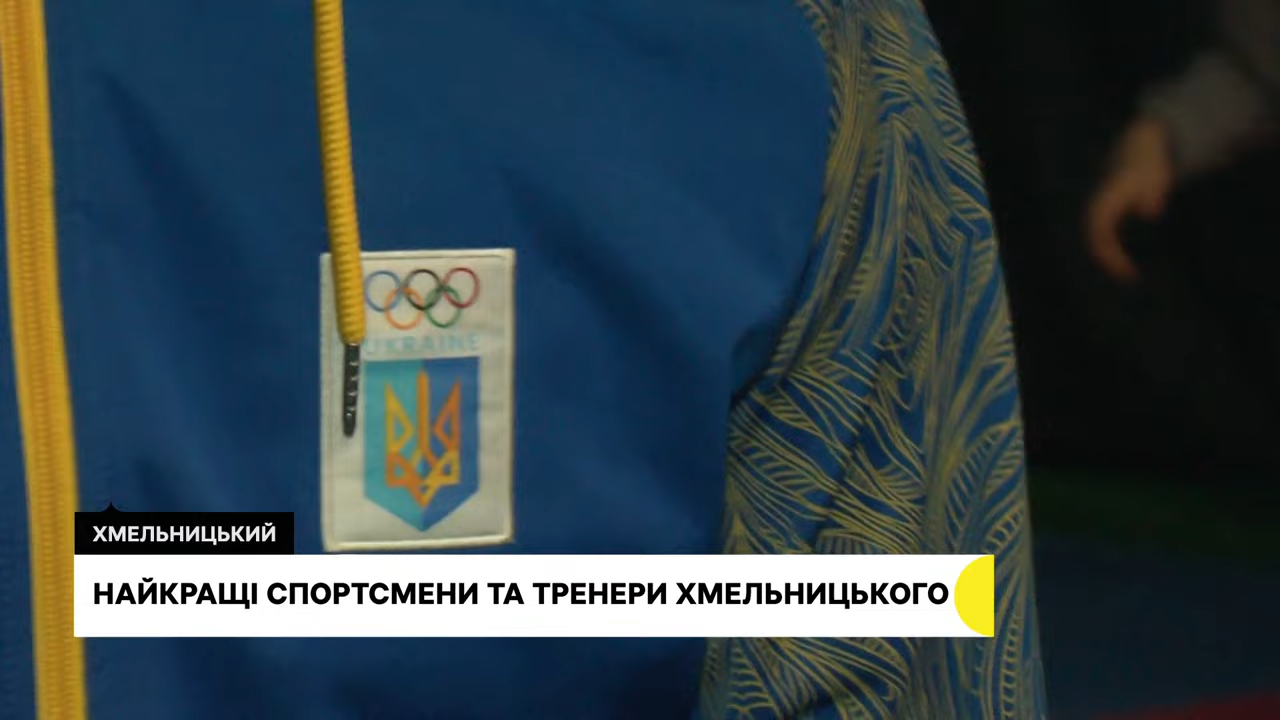 UKRAINE
ХМЕЛЬНИЦЬКИЙ
НАЙКРАЩІ СПОРТСМЕНИ ТА ТРЕНЕРИ ХМЕЛЬНИЦЬКОГО